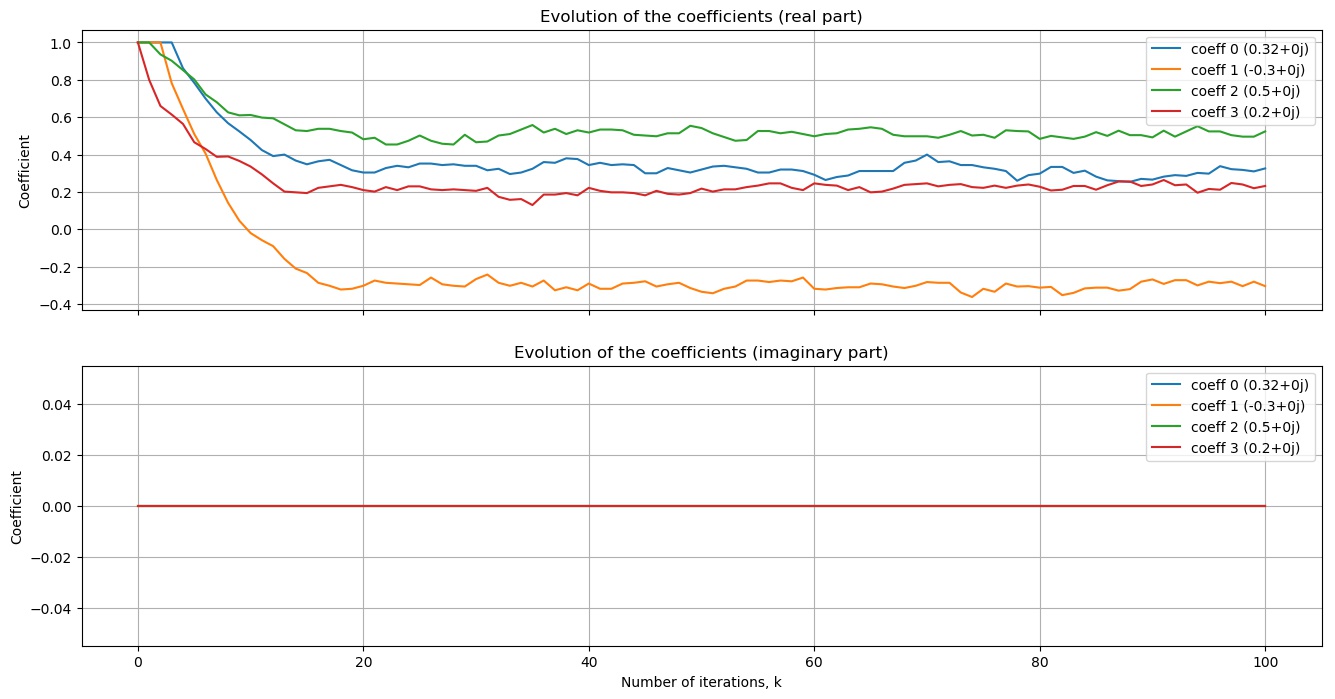 Evolution of the coefficients (real part)
1.0
0.8
0.6
0.4
0.2
0.0
−0.2
−0.4
Coefficient
coeff 0 (0.32+0j)
coeff 1 (-0.3+0j)
coeff 2 (0.5+0j)
coeff 3 (0.2+0j)
Evolution of the coefficients (imaginary part)
0.04
0.02
0.00
−0.02
−0.04
Coefficient
coeff 0 (0.32+0j)
coeff 1 (-0.3+0j)
coeff 2 (0.5+0j)
coeff 3 (0.2+0j)
0 20 40 60 80 100
Number of iterations, k